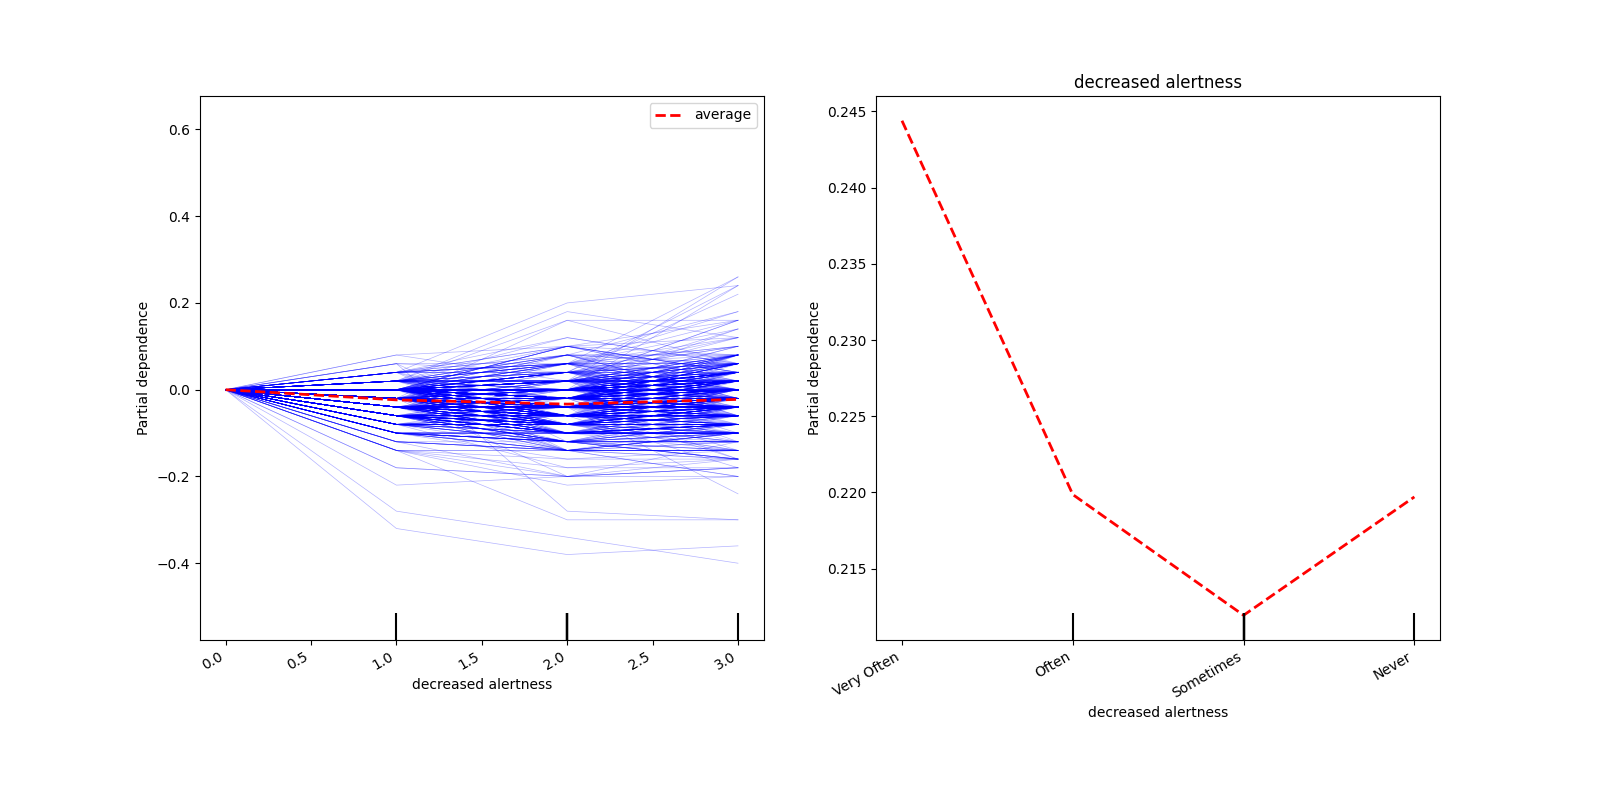 average
0.6
0.4
0.2
0.0
−0.2
−0.4
Partial dependence
0.0
0.5
1.0
1.5
2.0
2.5
3.0
decreased alertness
decreased alertness
0.245
0.240
0.235
0.230
0.225
0.220
0.215
Partial dependence
Very Often
Often
Sometimes
Never
decreased alertness